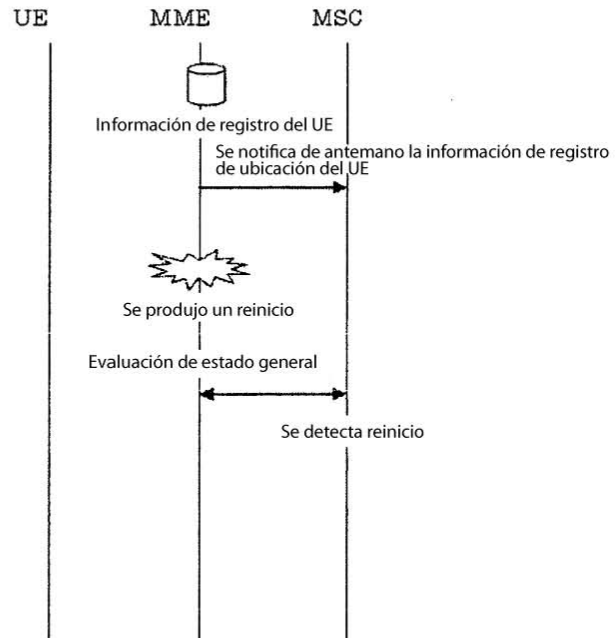 UE MME MSC
Información de registro del UE
Se notifica de antemano la información de registro
de ubicación del UE
Se produjo un reinicio
Evaluación de estado general
Se detecta reinicio